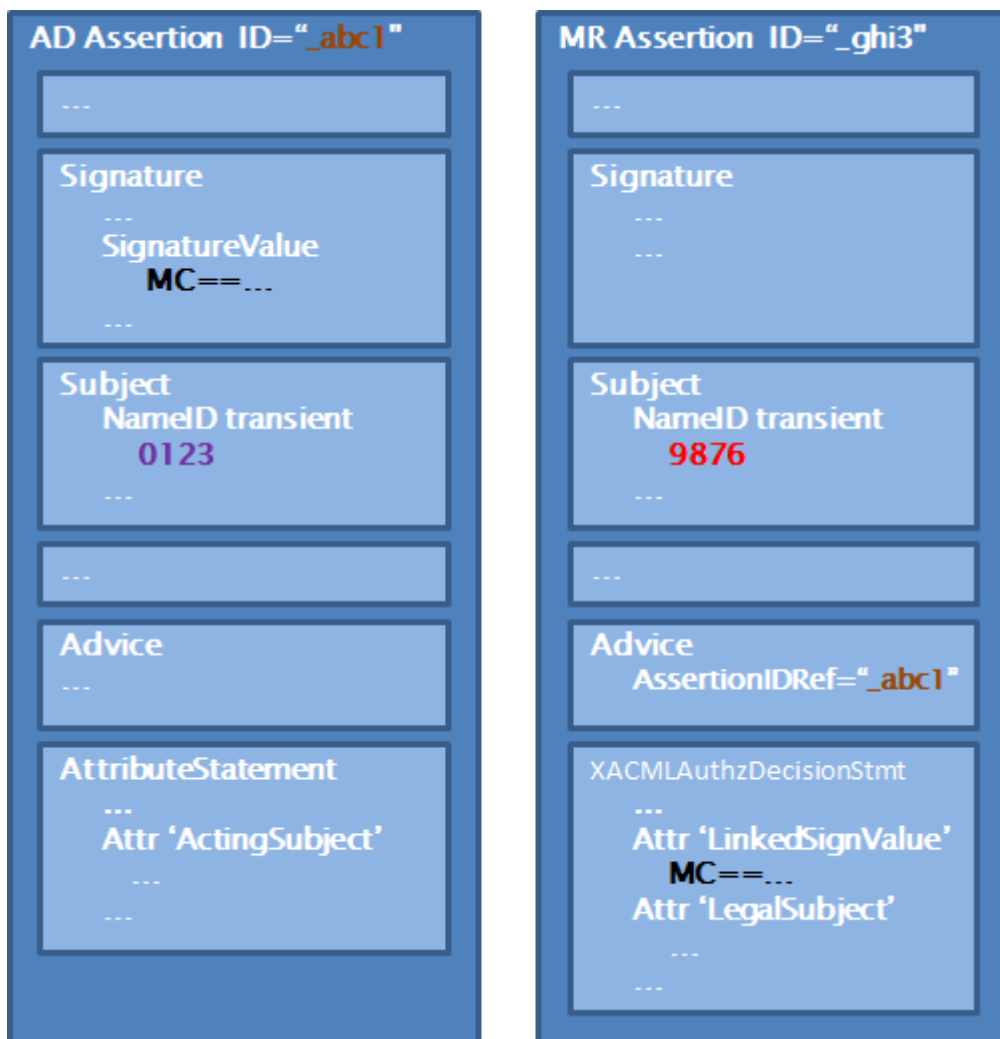 AD Assertion ID=“_abc1"
---
Signature
---
SignatureValue
MC==...
---
Subject
NameID transient
0123
---
---
Advice
---
AttributeStatement
...
Attr ‘ActingSubject’
---
---
MR Assertion ID=“_ghi3"
---
Signature
---
---
Subject
NameID transient
9876
---
---
Advice
AssertionIDRef=“_abc1"
XACMLAuthzDecisionStmt
...
Attr ‘LinkedSignValue’
MC==...
Attr ‘LegalSubject’
---
---